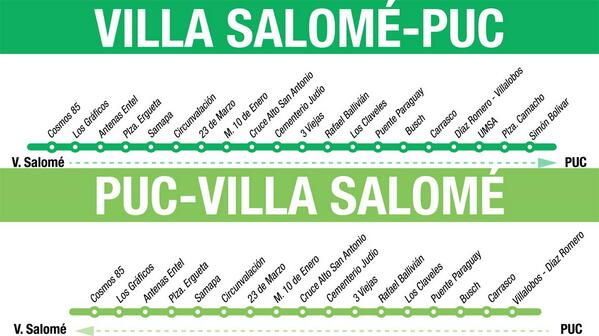 VILLA SALOMÉ-PUC
Cosmos 85
Los Gráficos
Antenas Entel
Plza. Ergueta
Samapa
Circunvalación
23 de Marzo
M. 10 de Enero
Cruce Alto San Antonio
Cementerio Judío
3 Viejas
Rafael Ballivián
Los Claveles
Puente Paraguay
Busch
Carrasco
Díaz Romero - Villalobos
UMSA
Plza. Camacho
Simón Bolivar
V. Salomé
PUC
PUC-VILLA SALOMÉ
Cosmos 85
Los Gráficos
Antenas Entel
Plza. Ergueta
Samapa
Circunvalación
23 de Marzo
M. 10 de Enero
Cruce Alto San Antonio
Cementerio Judío
3 Viejas
Rafael Ballivián
Los Claveles
Puente Paraguay
Busch
Carrasco
Villalobos - Díaz Romero
V. Salomé
PUC